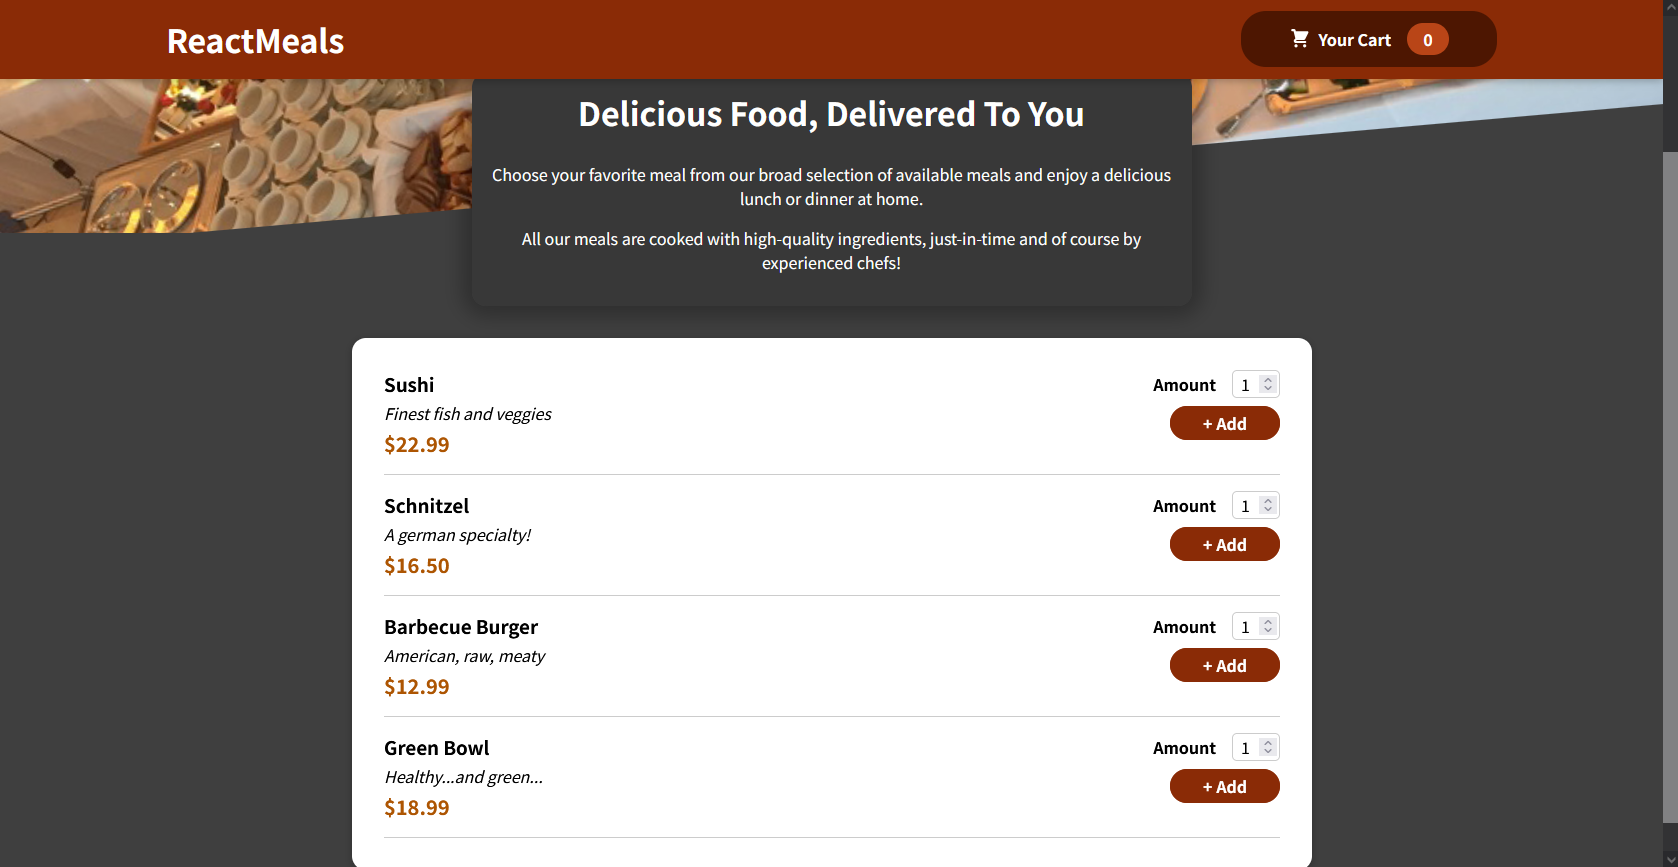 ReactMeals
Your Cart 0
Delicious Food, Delivered To You
Choose your favorite meal from our broad selection of available meals and enjoy a delicious
lunch or dinner at home.
All our meals are cooked with high-quality ingredients, just-in-time and of course by
experienced chefs!
Sushi
Finest fish and veggies
$22.99
Amount 1
+ Add
Schnitzel
A german specialty!
$16.50
Amount 1
+ Add
Barbecue Burger
American, raw, meaty
$12.99
Amount 1
+ Add
Green Bowl
Healthy...and green...
$18.99
Amount 1
+ Add